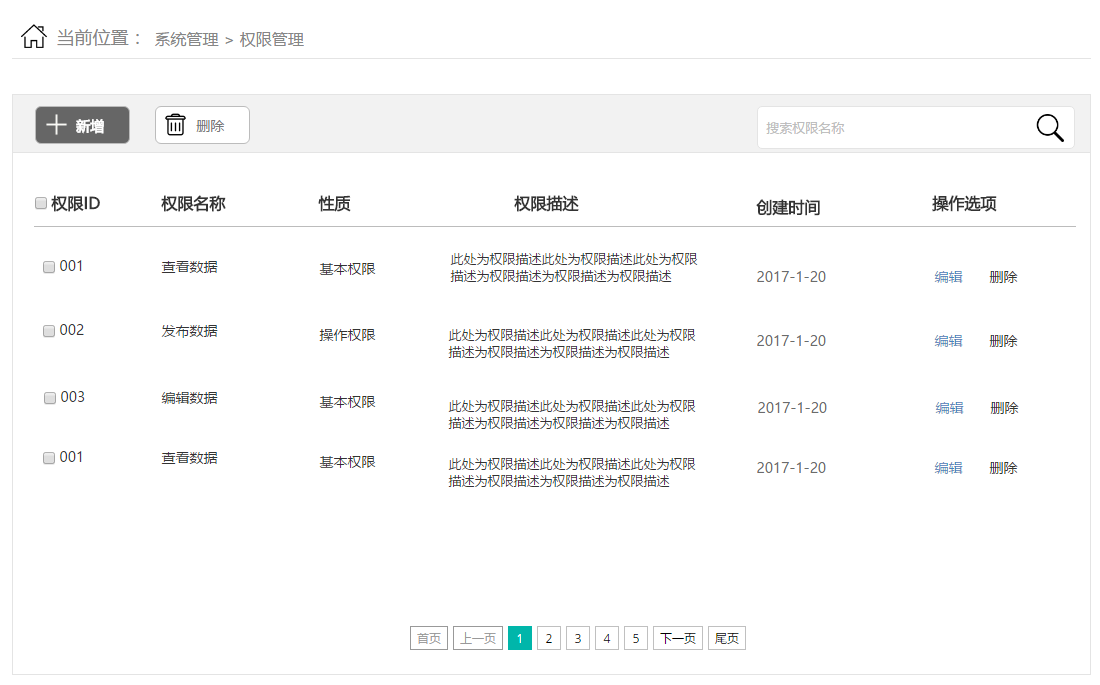 当前位置： 系统管理 > 权限管理
新增 删除 搜索权限名称
权限ID 权限名称 性质 权限描述 创建时间 操作选项
001 查看数据 基本权限 此处为权限描述此处为权限描述此处为权限 2017-1-20 编辑 删除
描述为权限描述为权限描述为权限描述
002 发布数据 操作权限 此处为权限描述此处为权限描述此处为权限 2017-1-20 编辑 删除
描述为权限描述为权限描述为权限描述
003 编辑数据 基本权限 此处为权限描述此处为权限描述此处为权限 2017-1-20 编辑 删除
描述为权限描述为权限描述为权限描述
001 查看数据 基本权限 此处为权限描述此处为权限描述此处为权限 2017-1-20 编辑 删除
描述为权限描述为权限描述为权限描述
首页 上一页 1 2 3 4 5 下一页 尾页